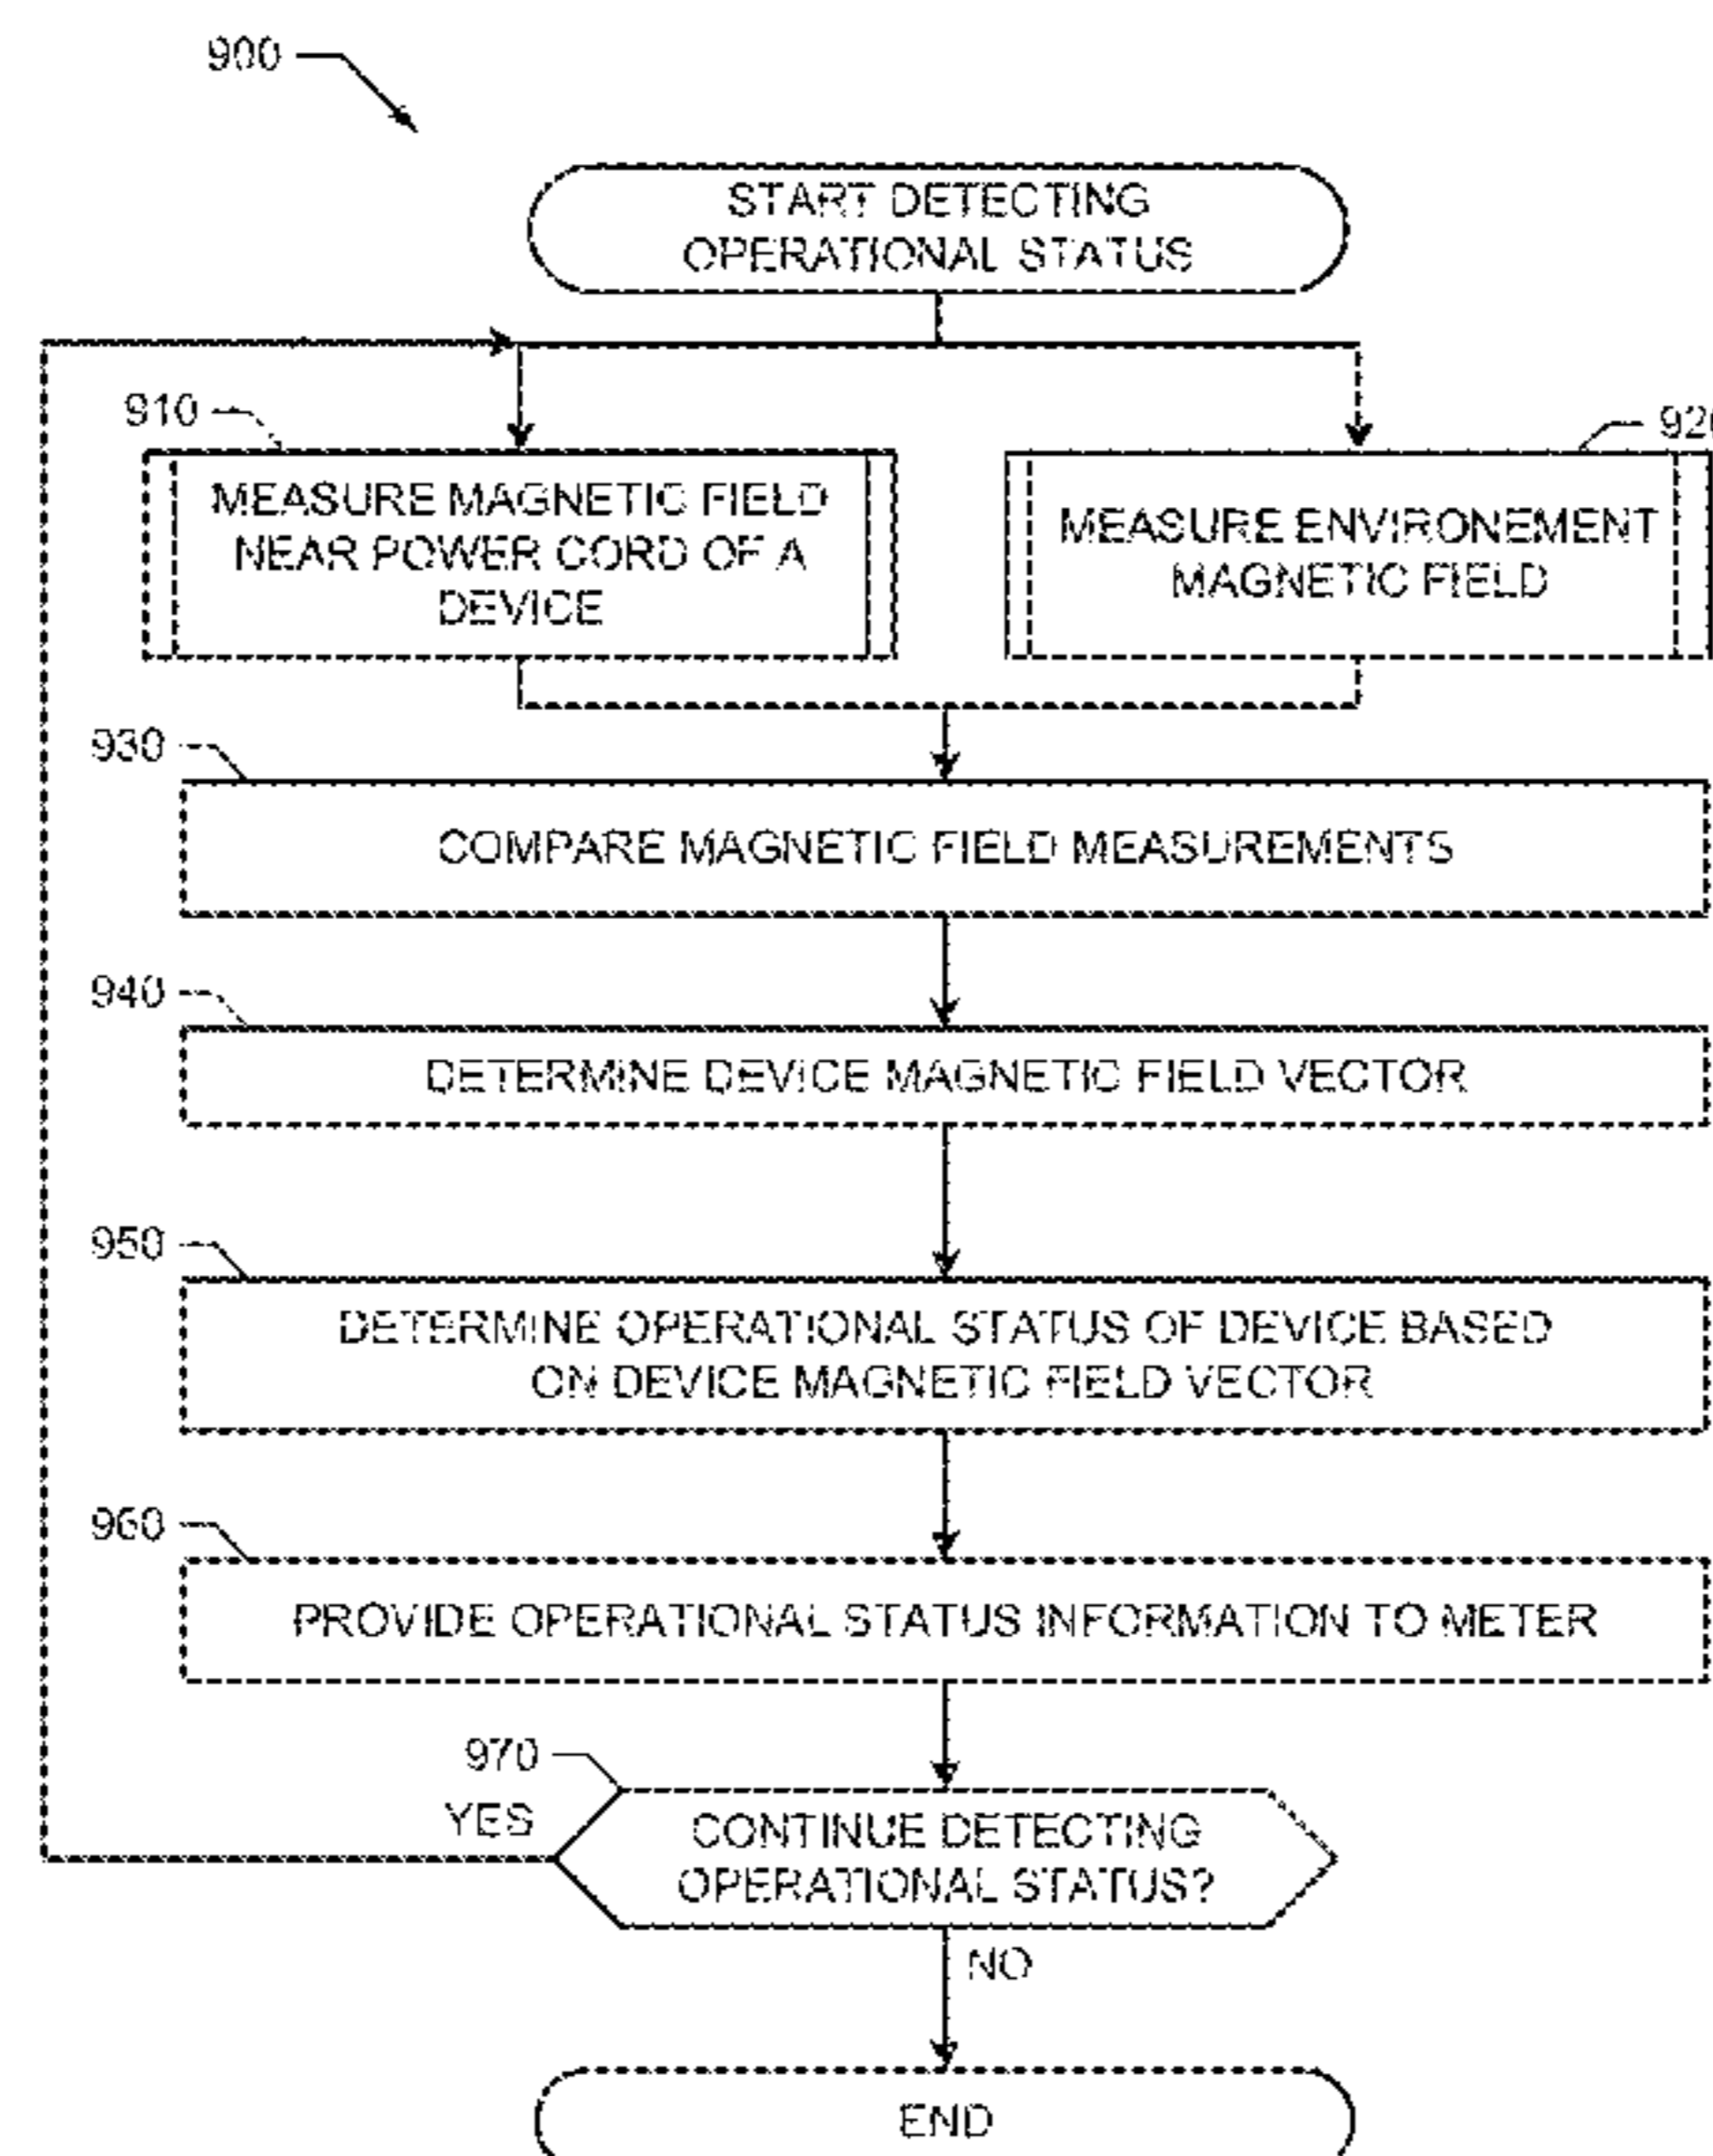 900
START DETECTING
OPERATIONAL STATUS
910
MEASURE MAGNETIC FIELD
NEAR POWER CORD OF A
DEVICE
920
MEASURE ENVIRONEMENT
MAGNETIC FIELD
930
COMPARE MAGNETIC FIELD MEASUREMENTS
940
DETERMINE DEVICE MAGNETIC FIELD VECTOR
950
DETERMINE OPERATIONAL STATUS OF DEVICE BASED
ON DEVICE MAGNETIC FIELD VECTOR
960
PROVIDE OPERATIONAL STATUS INFORMATION TO METER
970
YES
CONTINUE DETECTING
OPERATIONAL STATUS?
NO
END